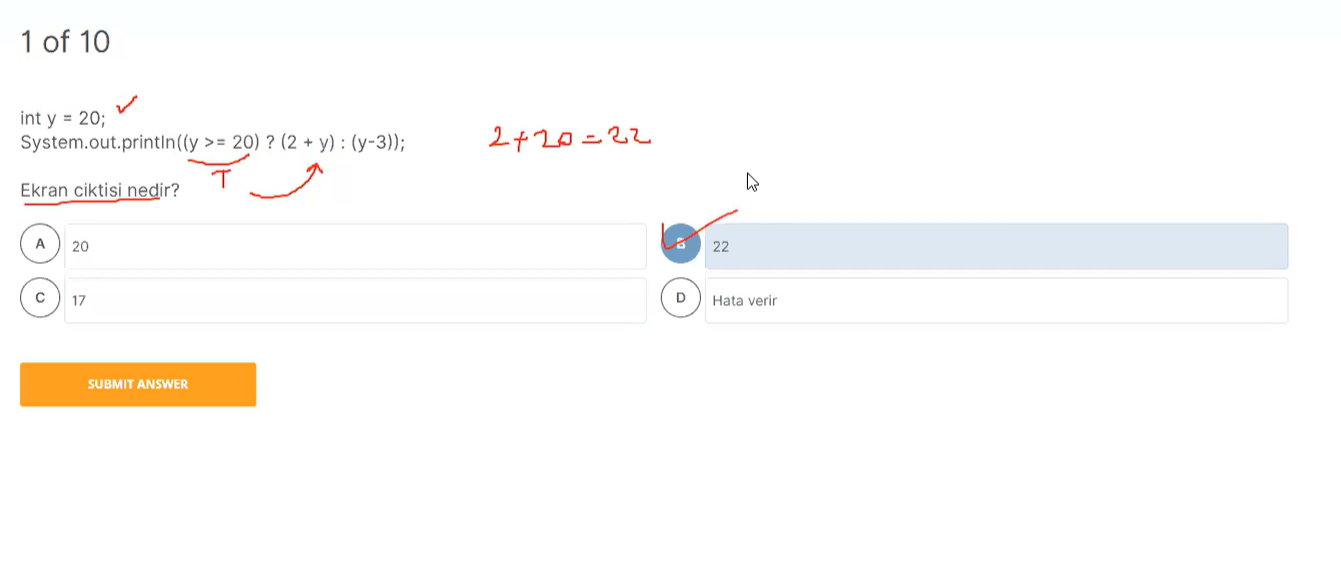 1 of 10
int y = 20;
System.out.println((y >= 20) ? (2 + y) : (y-3));
2+20=22
T
Ekran ciktisi nedir?
A 20
B 22
C 17
D Hata verir
SUBMIT ANSWER